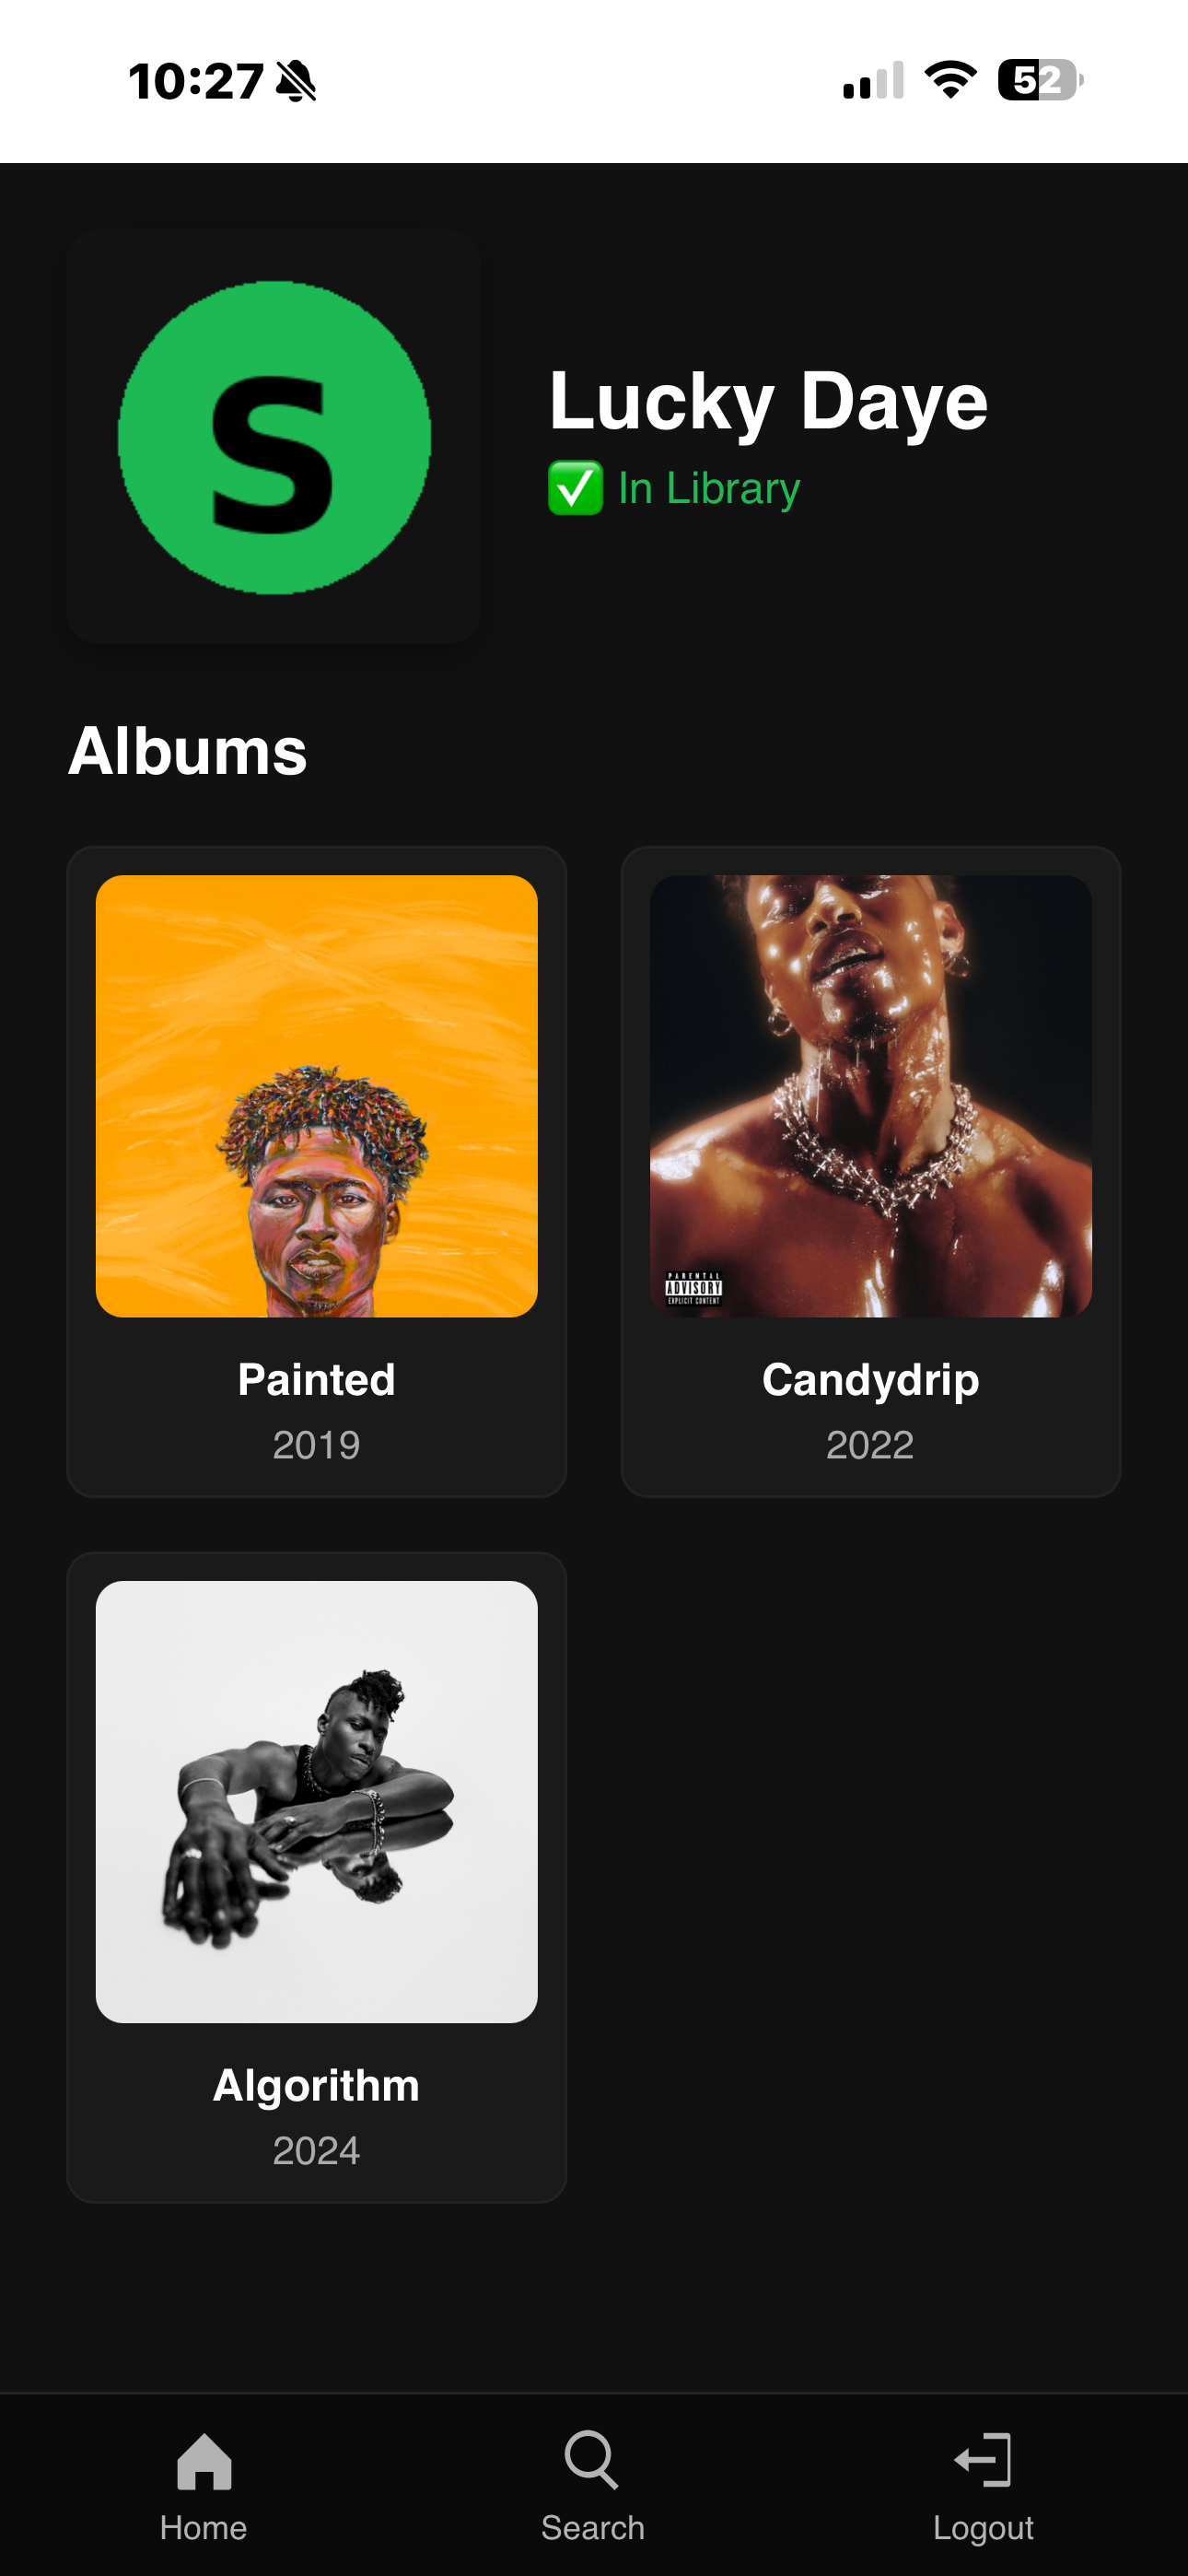 10:27
52
S
Lucky Daye
✅ In Library
Albums
PARENTAL
ADVISORY
EXPLICIT CONTENT
Painted
Candydrip
2019
2022
Algorithm
2024
Home
Search
Logout